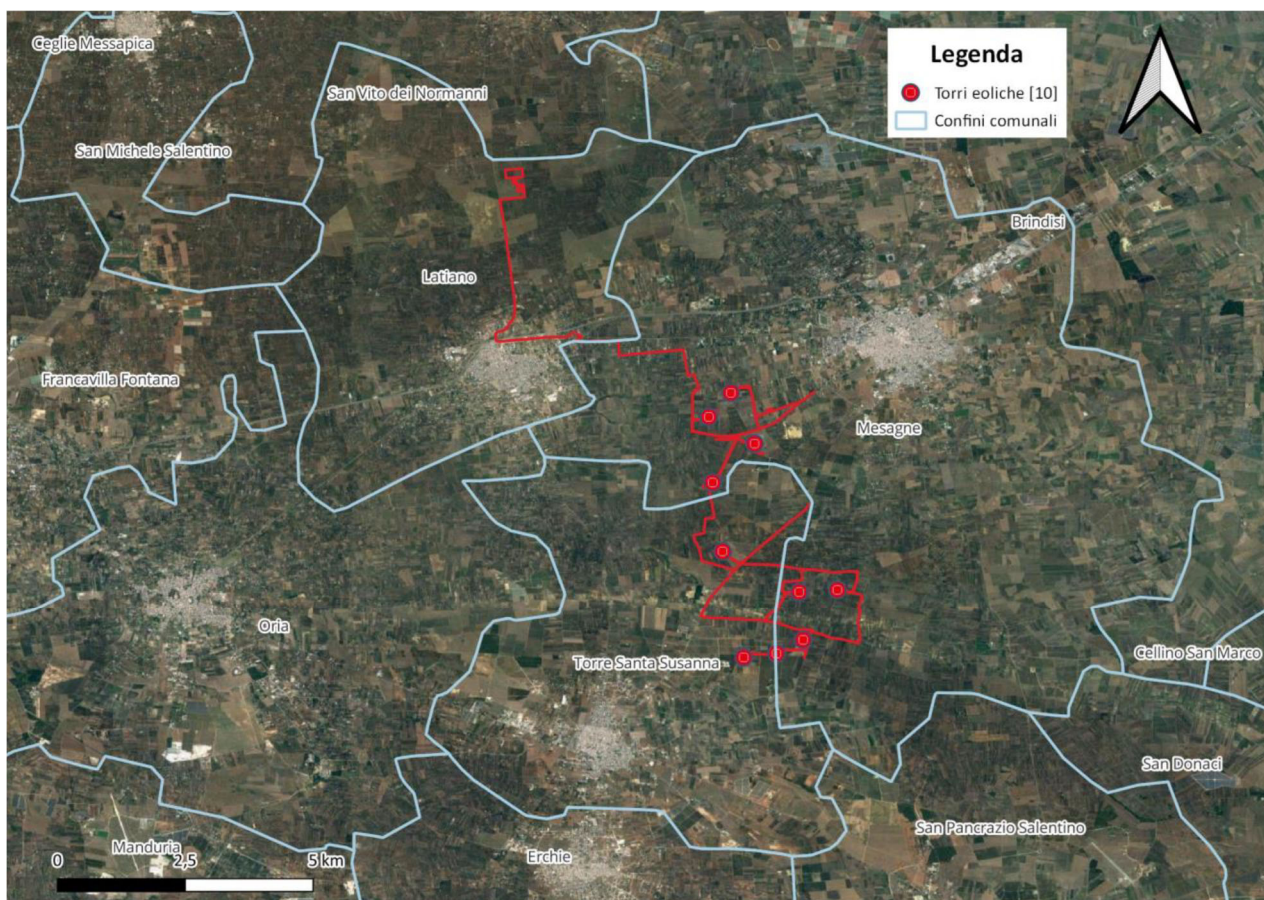 Ceglie Messapica
San Vito dei Normanni
San Michele Salentino
Legenda
Torri eoliche [10]
Confini comunali
Brindisi
Latiano
Francavilla Fontana
Mesagne
Oria
Torre Santa Susanna
Cellino San Marco
San Donaci
San Pancrazio Salentino
Manduria
Erchie
0 2,5 5 km